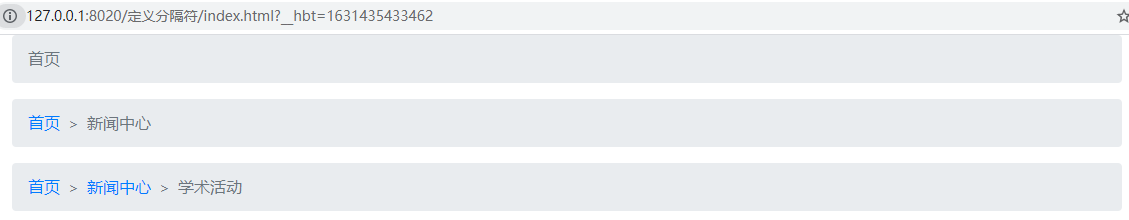 127.0.0.1:8020/定义分隔符/index.html?__hbt=1631435433462
首页
首页 > 新闻中心
首页 > 新闻中心 > 学术活动